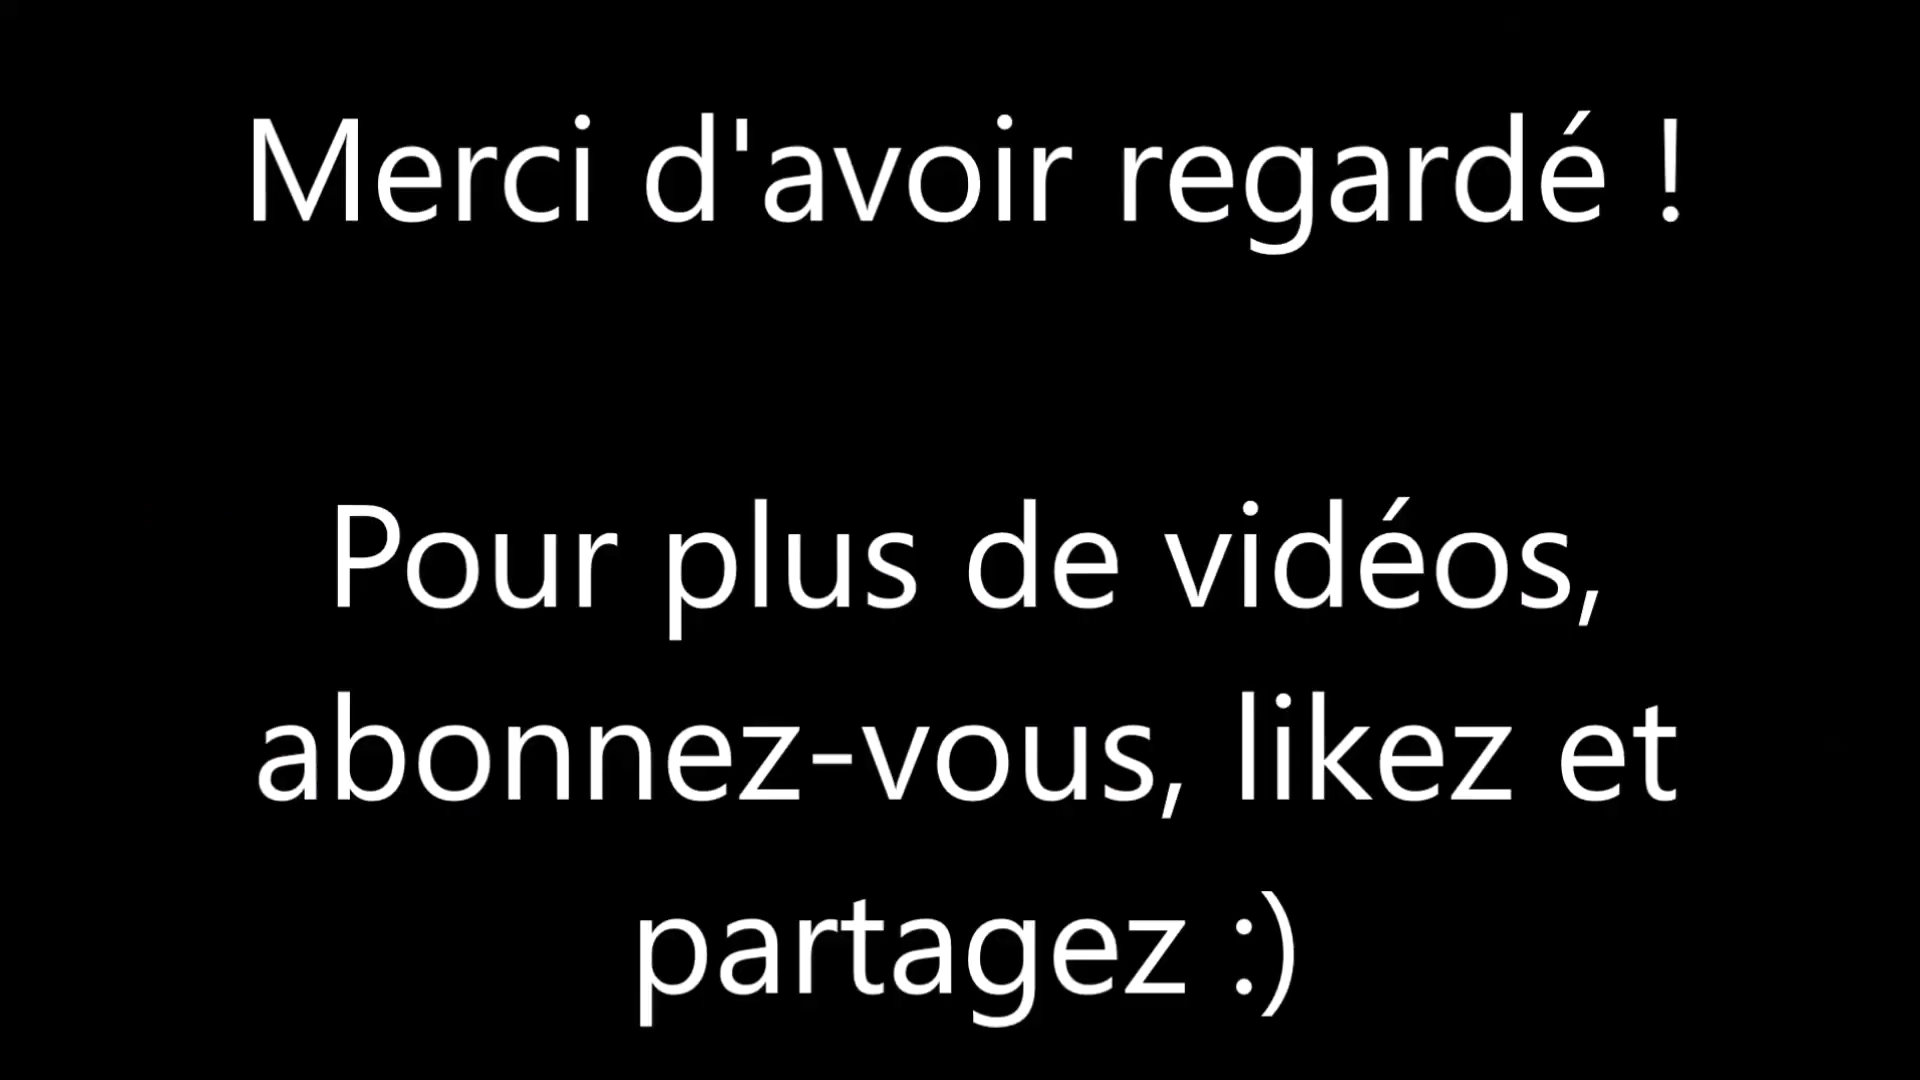 Merci d'avoir regardé !
Pour plus de vidéos,
abonnez-vous, likez et
partagez :)